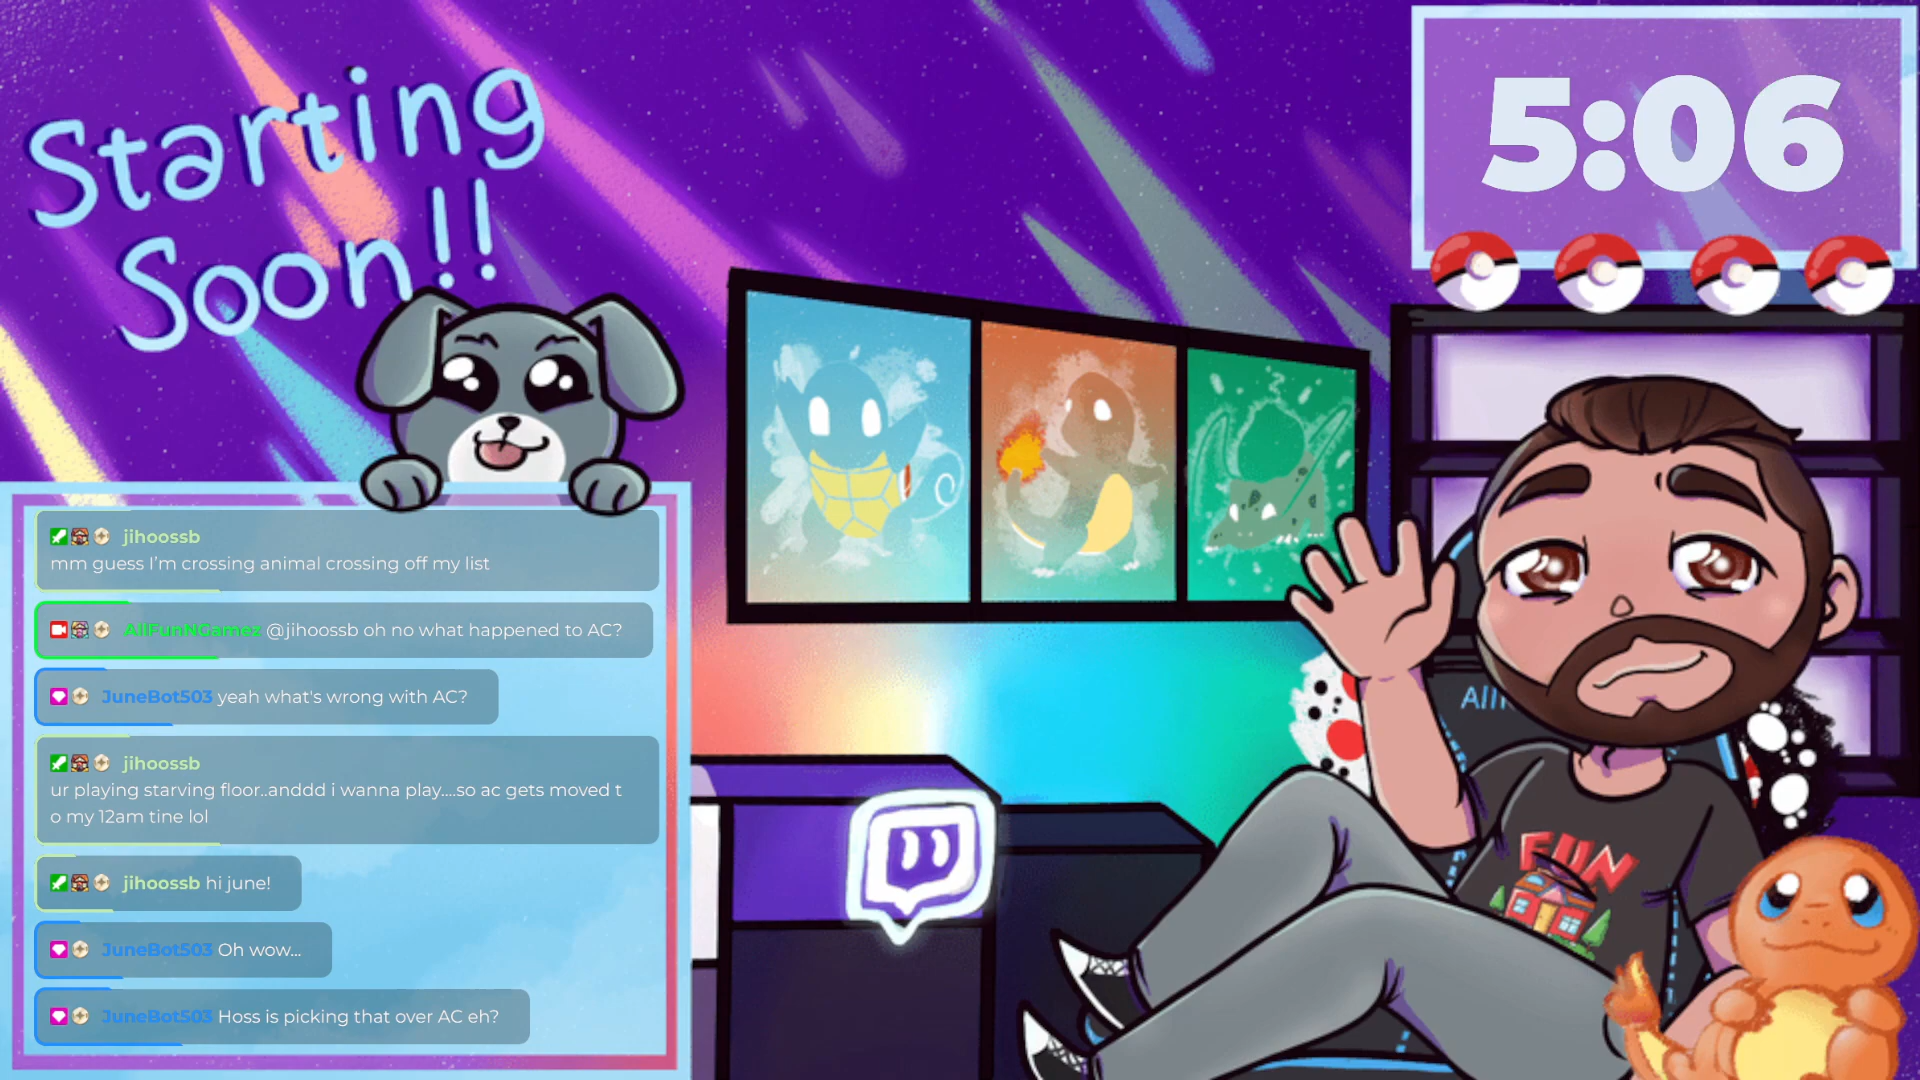 Starting
Soon!!
5:06
jihoossb
mm guess I'm crossing animal crossing off my list
AllFunNGamez @jihoossb oh no what happened to AC?
JuneBot503 yeah what's wrong with AC?
jihoossb
ur playing starving floor..anddd i wanna play....so ac gets moved t
o my 12am tine lol
jihoossb hi june!
JuneBot503 Oh wow...
JuneBot503 Hoss is picking that over AC eh?
FUN